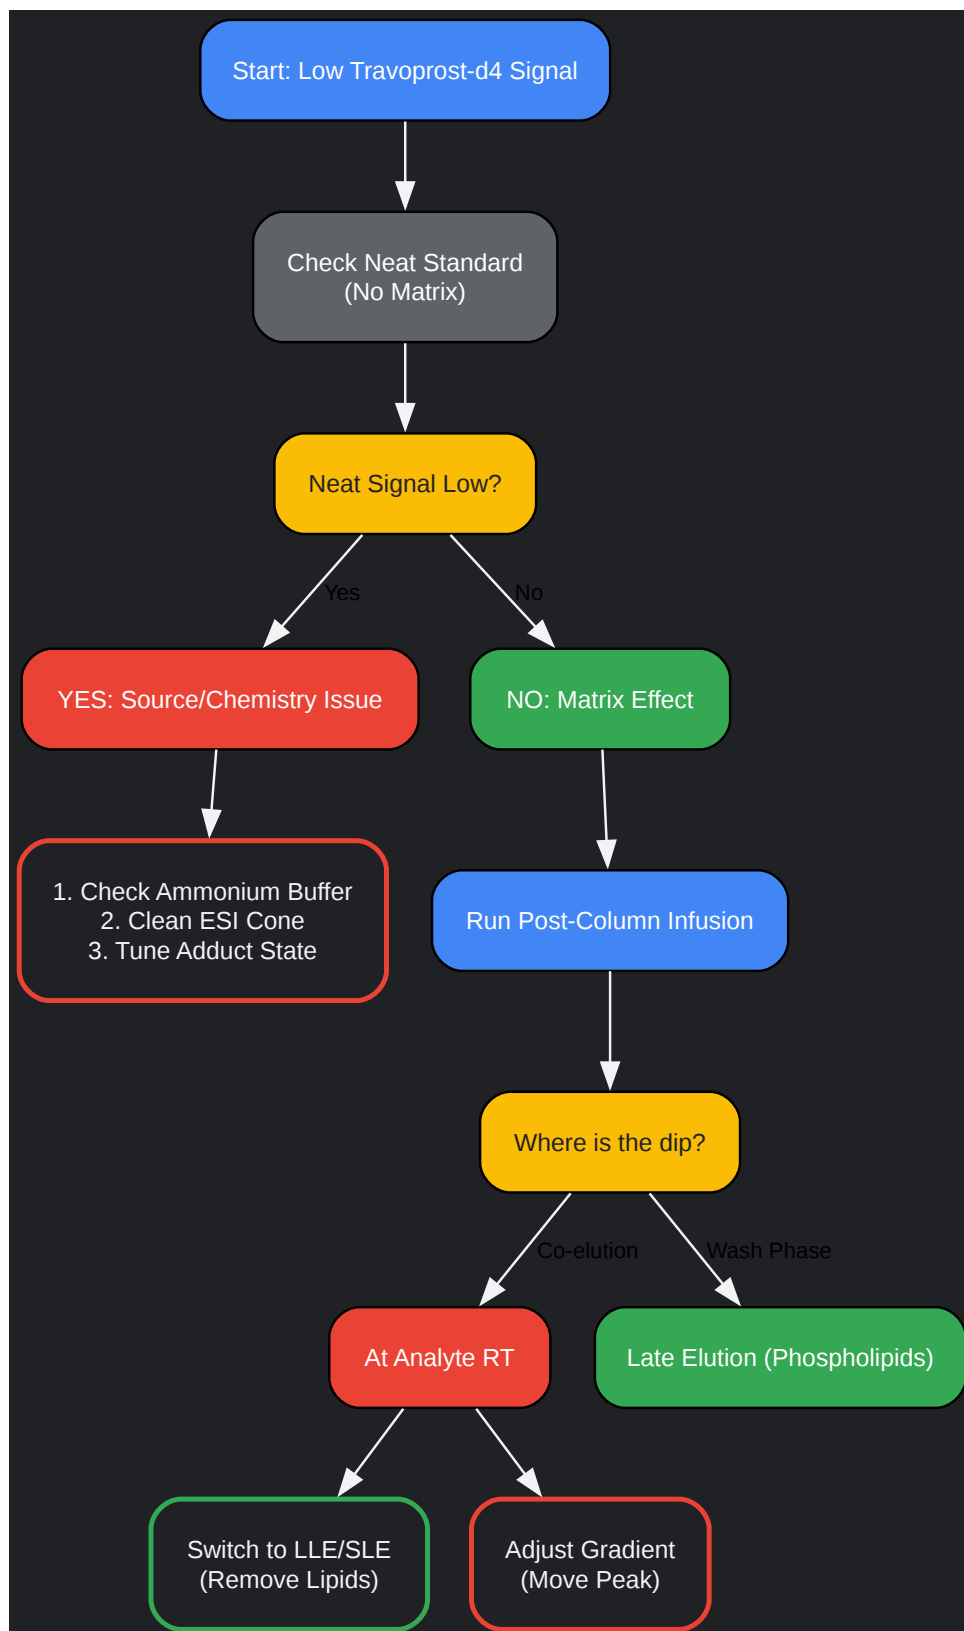 Start: Low Travoprost-d4 Signal
Check Neat Standard
(No Matrix)
Neat Signal Low?
Yes
No
YES: Source/Chemistry Issue
NO: Matrix Effect
1. Check Ammonium Buffer
2. Clean ESI Cone
3. Tune Adduct State
Run Post-Column Infusion
Where is the dip?
Co-elution
Wash Phase
At Analyte RT
Late Elution (Phospholipids)
Switch to LLE/SLE
(Remove Lipids)
Adjust Gradient
(Move Peak)